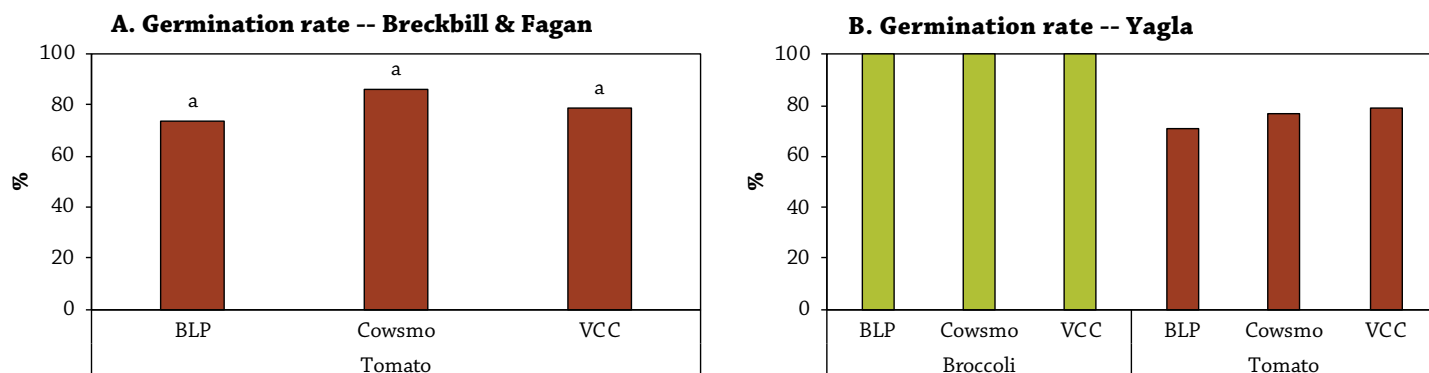 A. Germination rate -- Breckbill & Fagan
100
80
60
40
20
0
%
a
a
a
BLP Cowsmo VCC
Tomato
B. Germination rate -- Yagla
100
80
60
40
20
0
%
BLP Cowsmo VCC BLP Cowsmo VCC
Broccoli Tomato